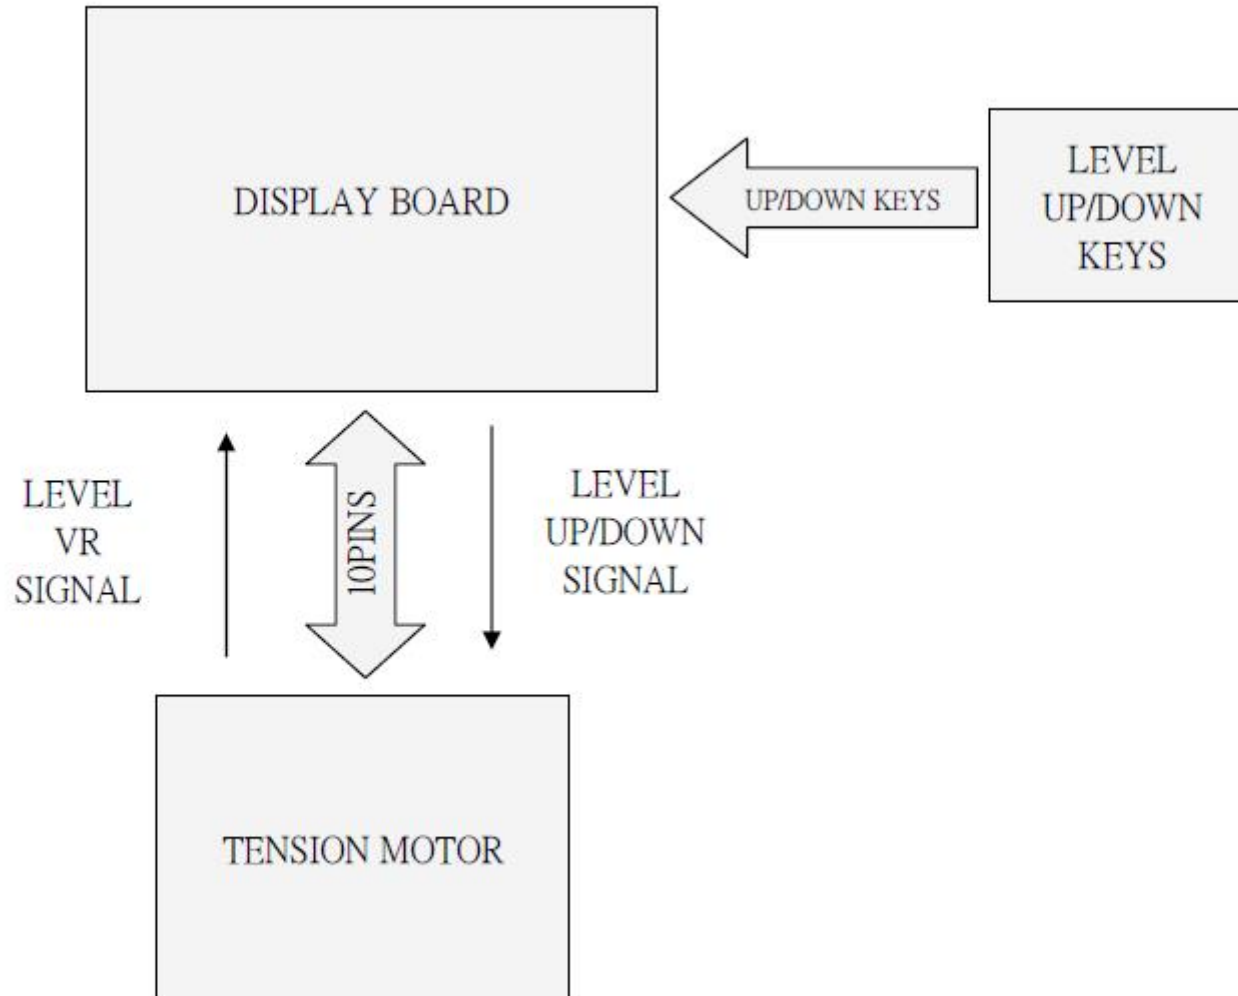 DISPLAY BOARD
UP/DOWN KEYS
LEVEL
UP/DOWN
KEYS
LEVEL
VR
SIGNAL
10PINS
LEVEL
UP/DOWN
SIGNAL
TENSION MOTOR